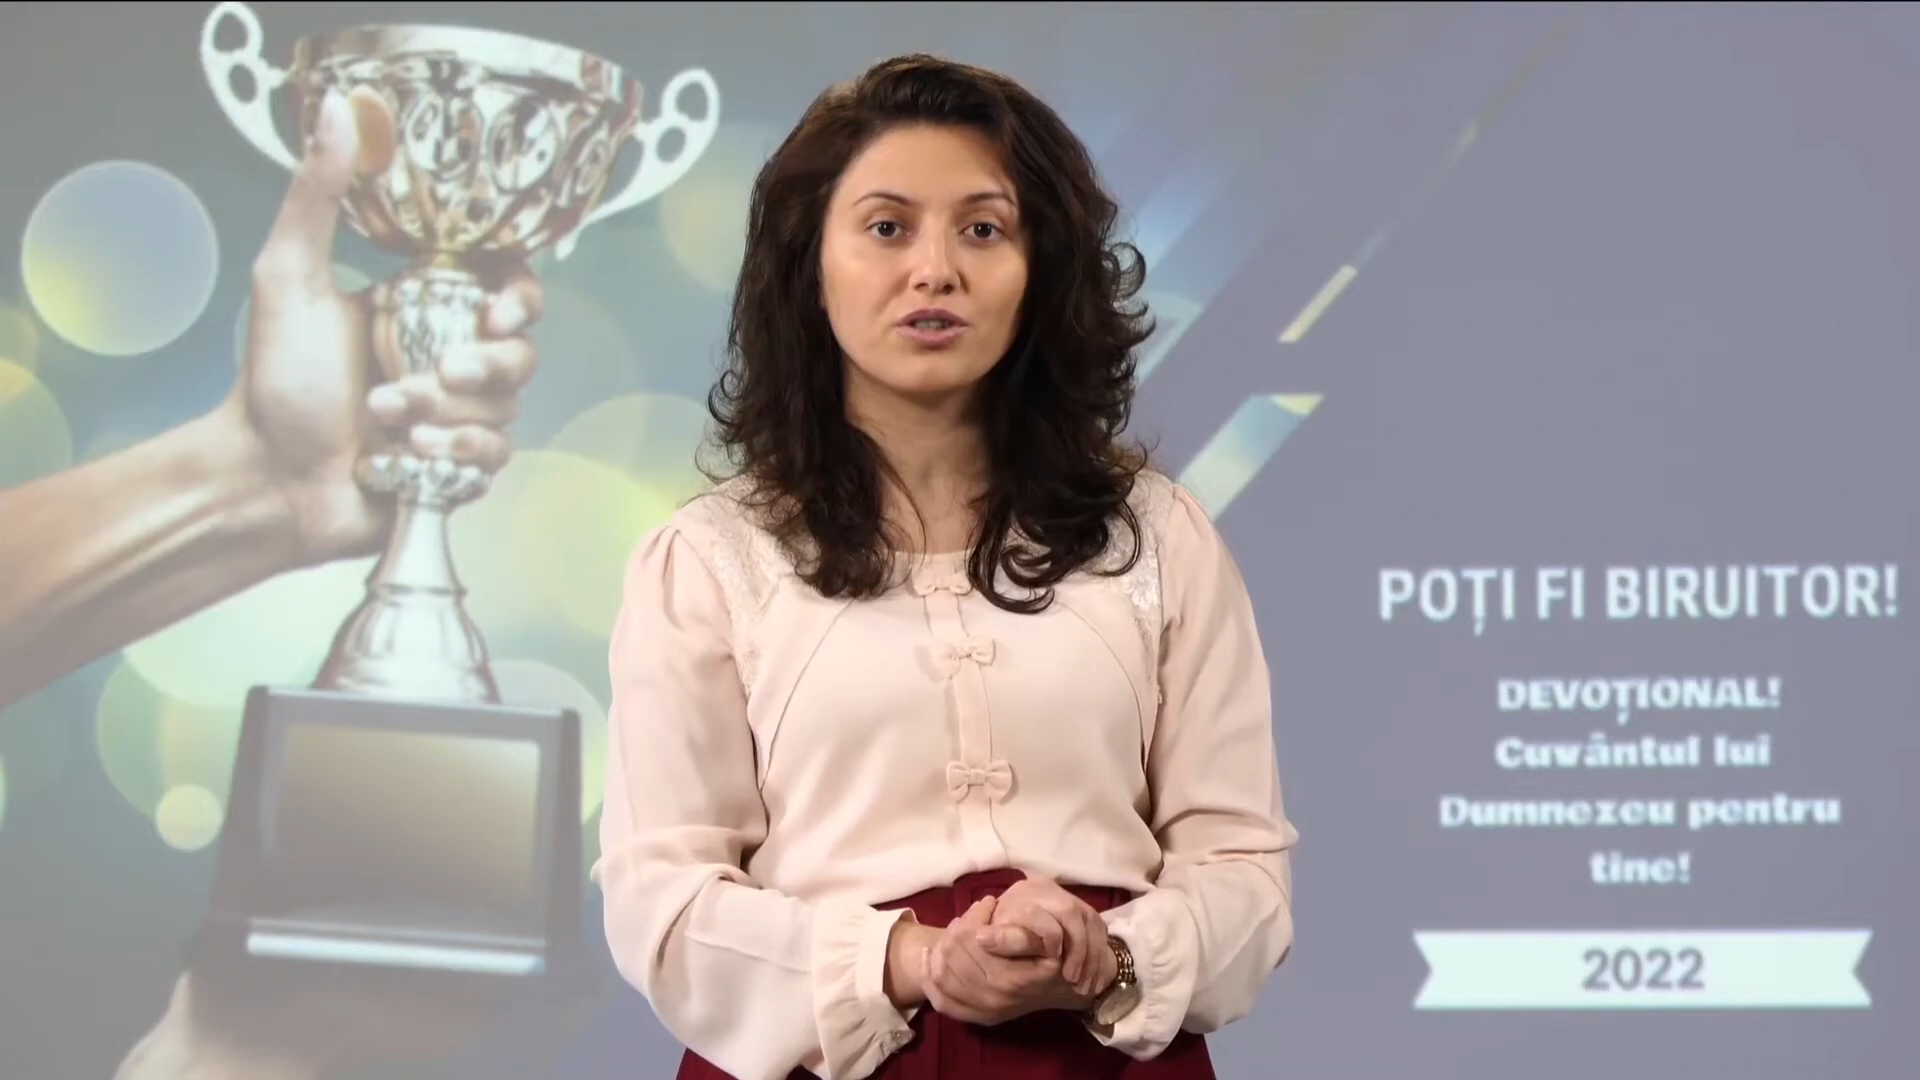 POȚI FI BIRUITOR!
DEVOȚIONAL!
Cuvântul lui
Dumnezeu pentru
tine!
2022